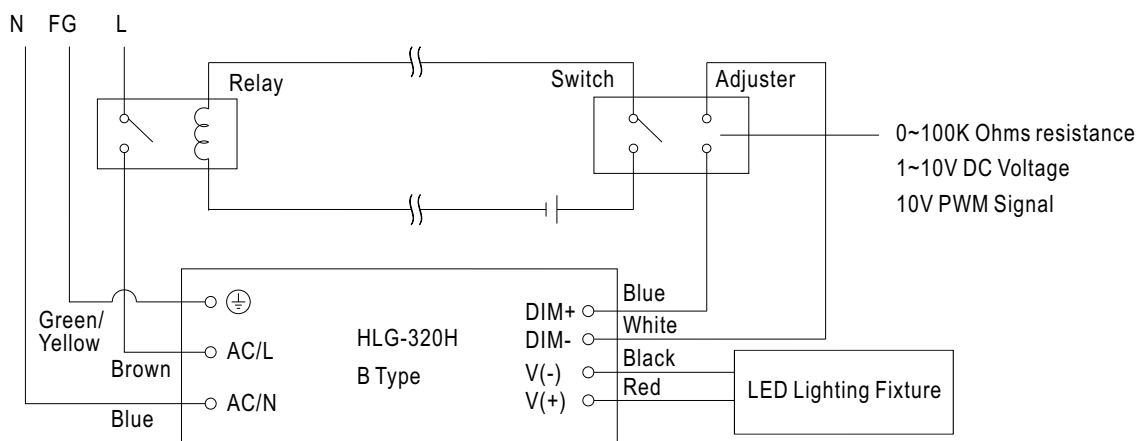 N FG L
Relay
Switch
Adjuster
0~100K Ohms resistance
1~10V DC Voltage
10V PWM Signal
Green/
Yellow
Brown
Blue
AC/L
AC/N
HLG-320H
B Type
DIM+
DIM-
V(-)
V(+)
Blue
White
Black
Red
LED Lighting Fixture